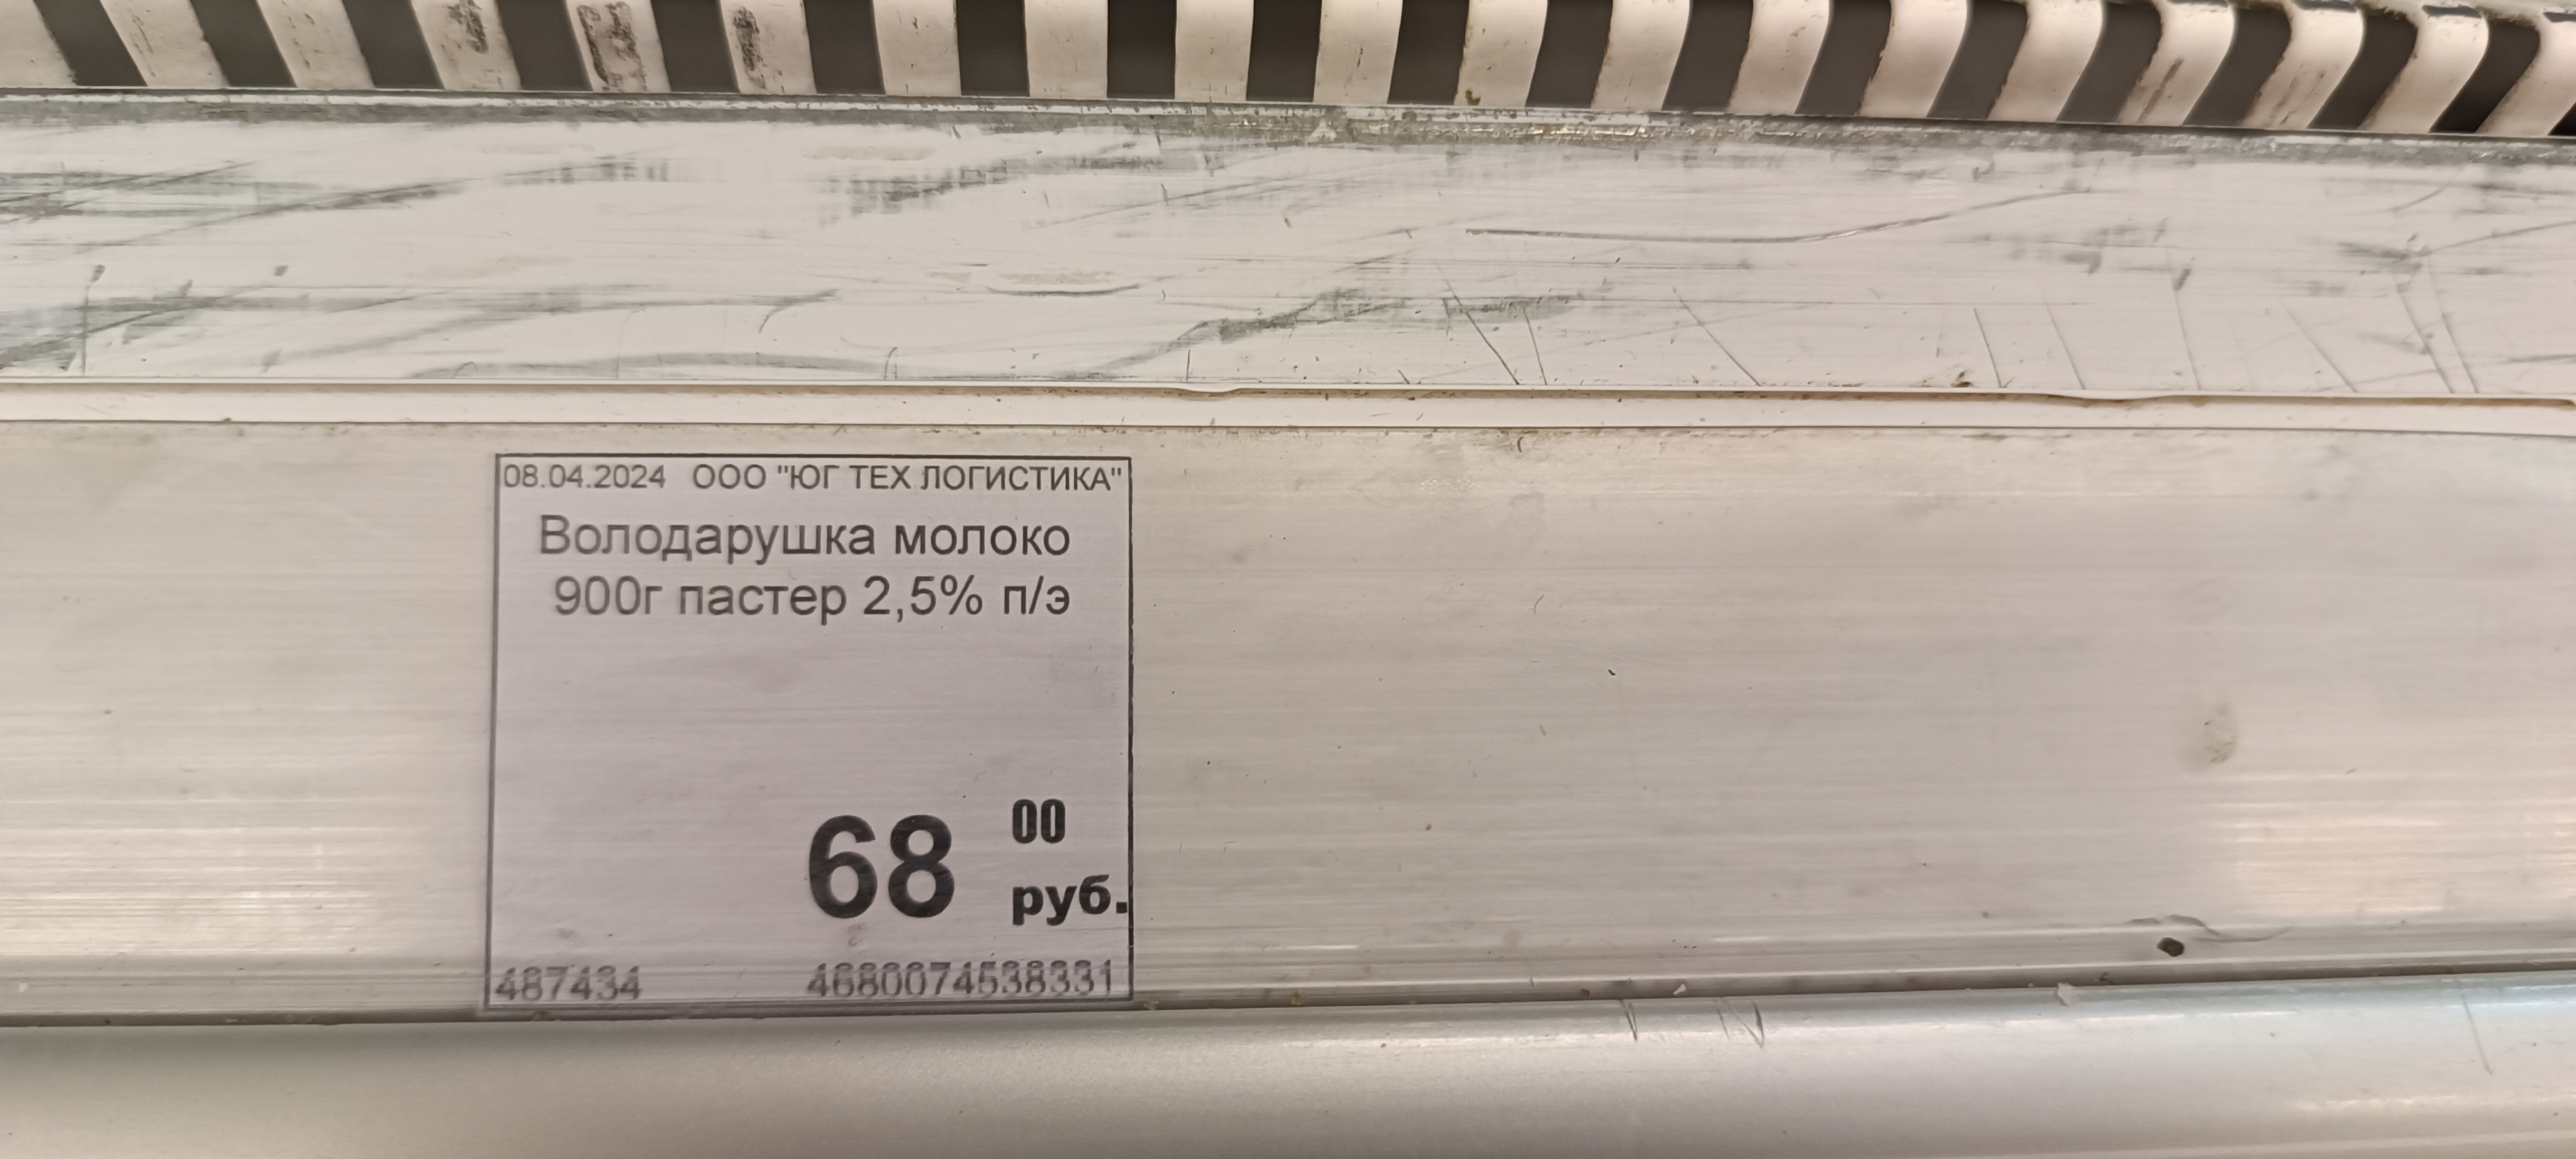 08.04.2024 ООО "ЮГ ТЕХ ЛОГИСТИКА"
Володарушка молоко
900г пастер 2,5% п/э
68 00
руб.
487434 4680074538331